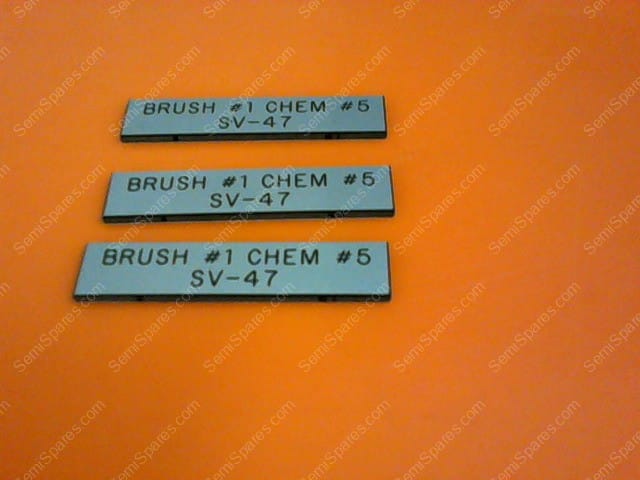 BRUSH #1 CHEM #5
SV-47
BRUSH #1 CHEM #5
SV-47
BRUSH #1 CHEM #5
SV-47
SemiSpares.com